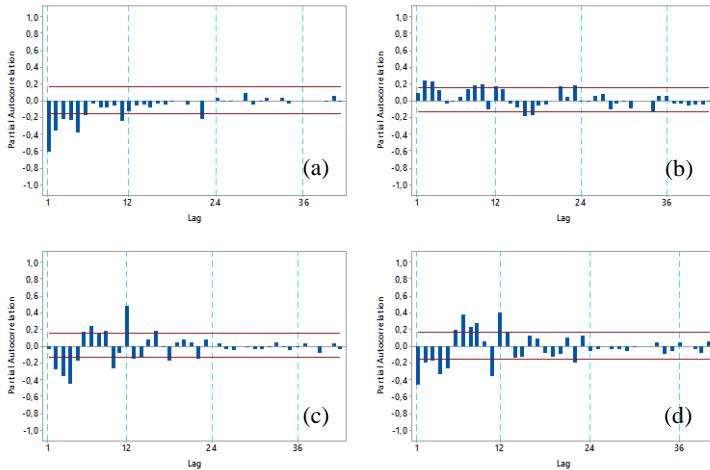 1,0
0,8
0,6
0,4
0,2
0,0
-0,2
-0,4
-0,6
-0,8
-1,0
Partial Autocorrelation
(a)
1 12 24 36
Lag
1,0
0,8
0,6
0,4
0,2
0,0
-0,2
-0,4
-0,6
-0,8
-1,0
Partial Autocorrelation
(b)
1 12 24 36
Lag
1,0
0,8
0,6
0,4
0,2
0,0
-0,2
-0,4
-0,6
-0,8
-1,0
Partial Autocorrelation
(c)
1 12 24 36
Lag
1,0
0,8
0,6
0,4
0,2
0,0
-0,2
-0,4
-0,6
-0,8
-1,0
Partial Autocorrelation
(d)
1 12 24 36
Lag